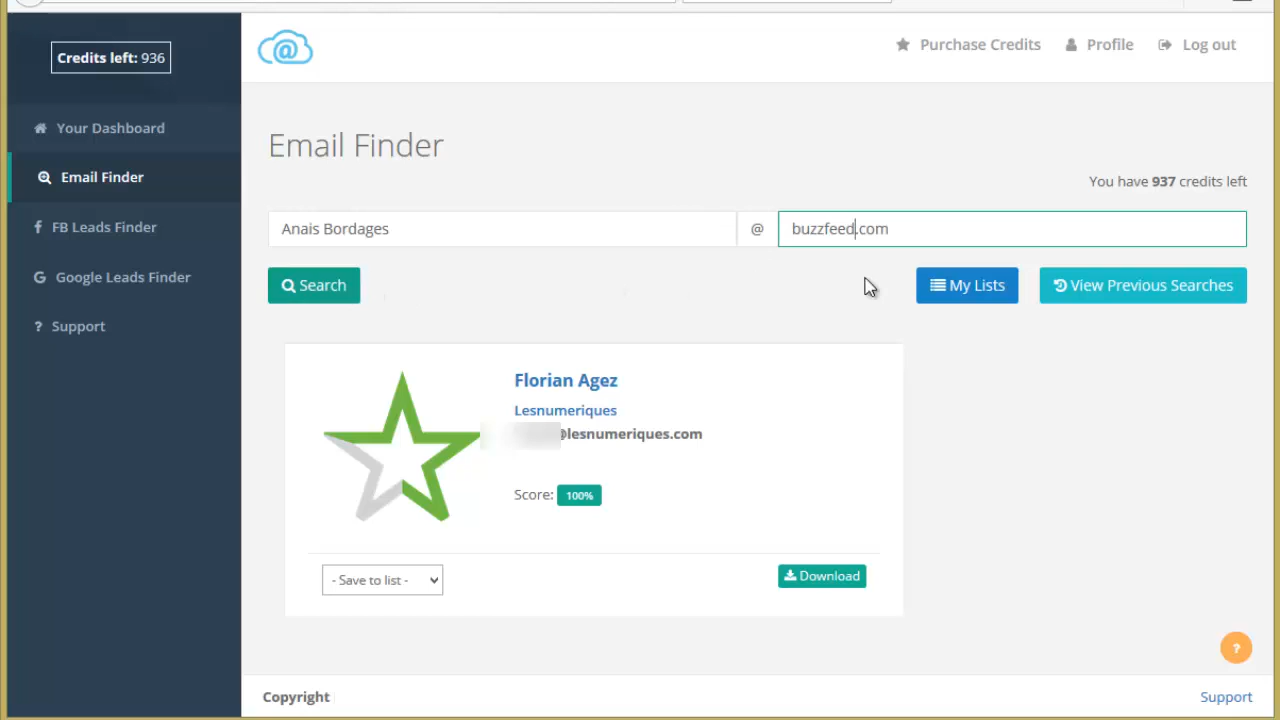 Credits left: 936
@
Purchase Credits
Profile
Log out
Your Dashboard
Email Finder
FB Leads Finder
Google Leads Finder
Support
Email Finder
You have 937 credits left
Anais Bordages
@
buzzfeed.com
Search
My Lists
View Previous Searches
Florian Agez
Lesnumeriques
@lesnumeriques.com
Score: 100%
- Save to list -
Download
?
Copyright
Support